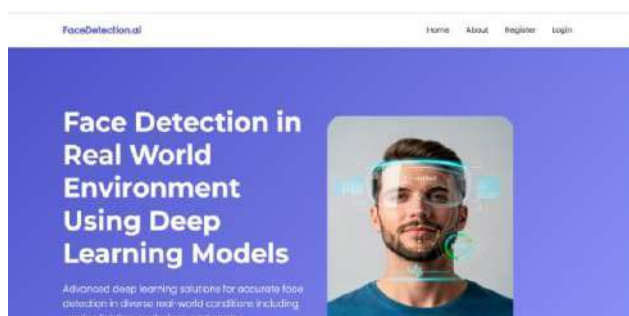 FaceDetection.ai
Home About Register Login
Face Detection in
Real World
Environment
Using Deep
Learning Models
Advanced deep learning solutions for accurate face
detection in diverse real-world conditions including